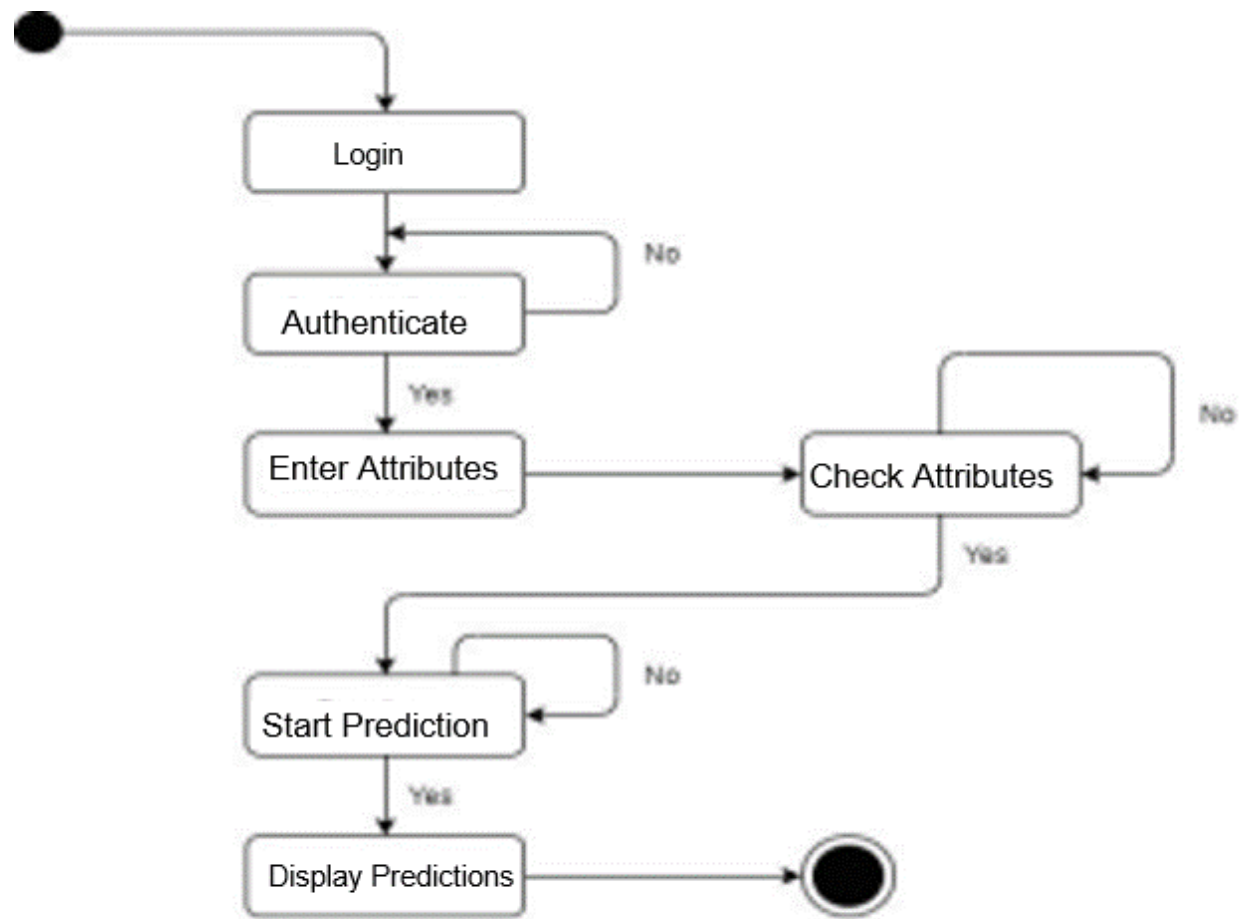 Login
No
Authenticate
Yes
Enter Attributes
Check Attributes
No
Yes
No
Start Prediction
Yes
Display Predictions